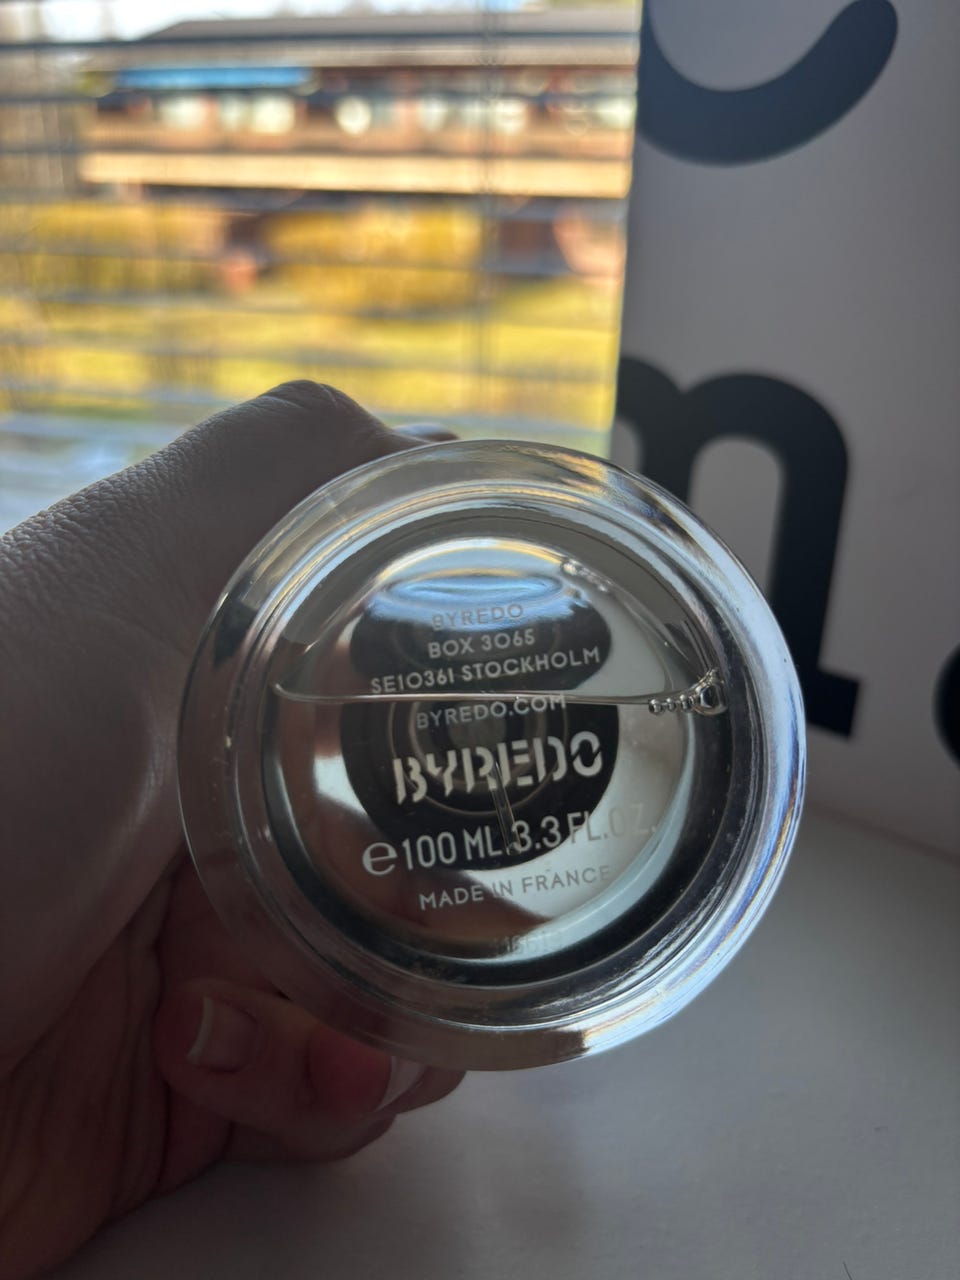 BYREDO
BOX 3065
SE10361 STOCKHOLM
BYREDO.COM
BYREDO
e 100 ML 3.3 FL.OZ.
MADE IN FRANCE
m